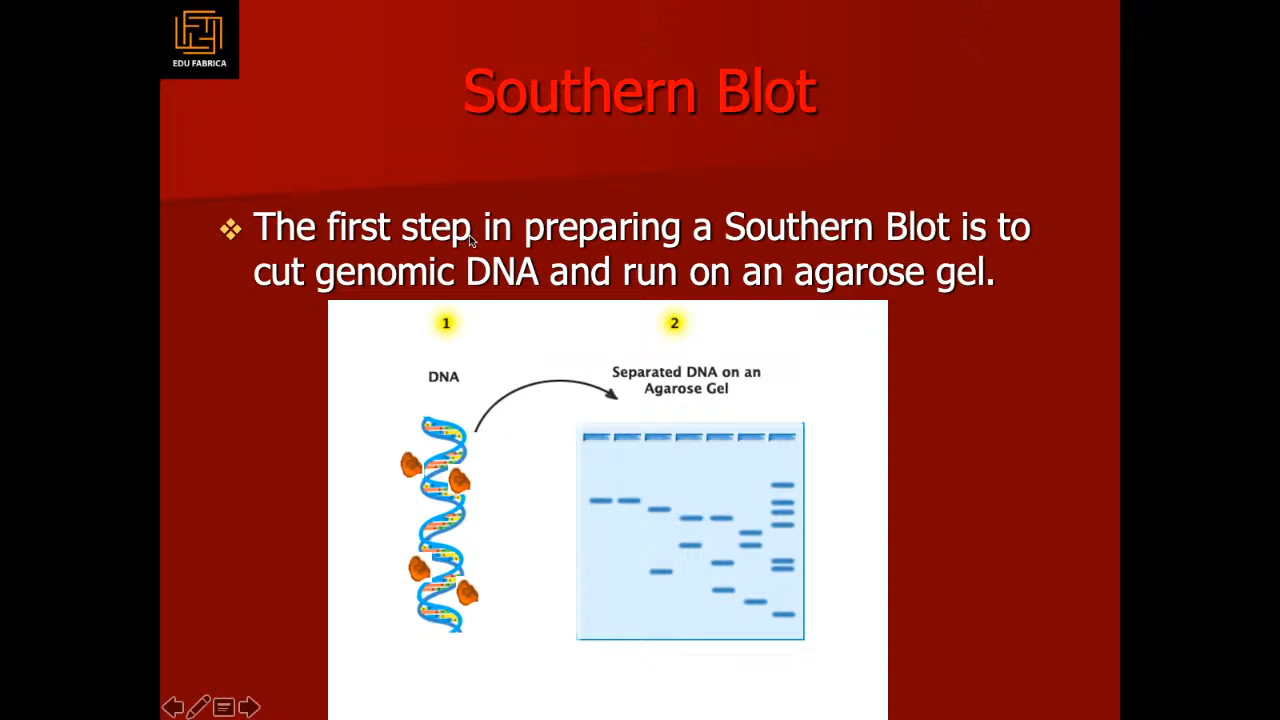 EDU FABRICA
Southern Blot
The first step in preparing a Southern Blot is to
cut genomic DNA and run on an agarose gel.
1
2
DNA
Separated DNA on an
Agarose Gel